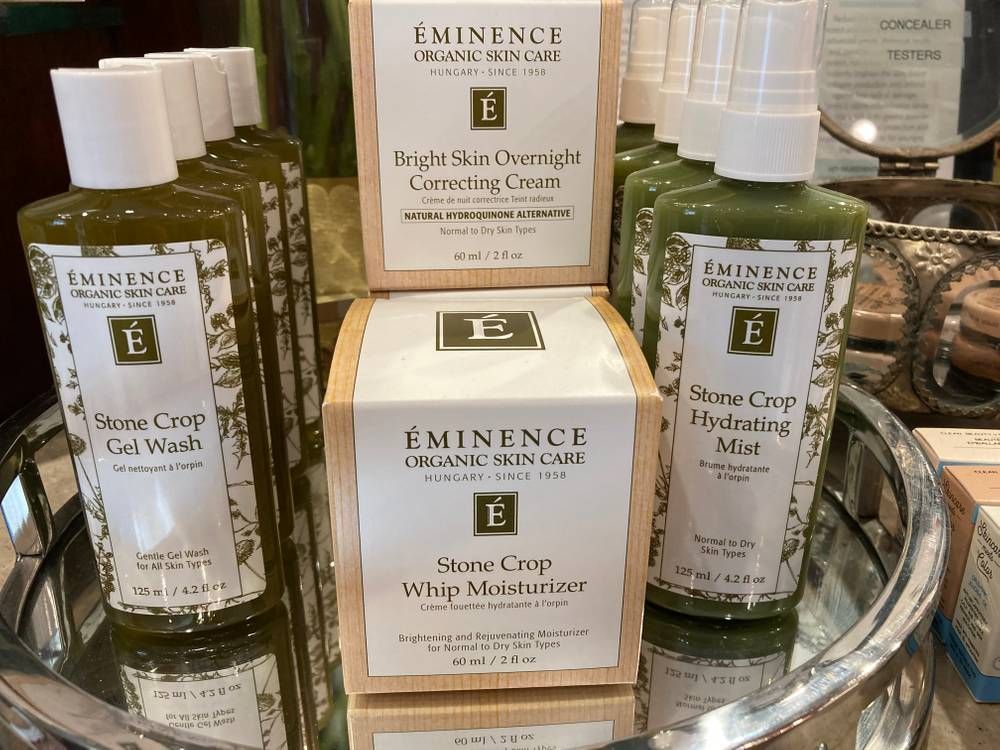 ÉMINENCE
ORGANIC SKIN CARE
HUNGARY · SINCE 1958
É
Bright Skin Overnight
Correcting Cream
Crème de nuit correctrice Teint radieux
NATURAL HYDROQUINONE ALTERNATIVE
Normal to Dry Skin Types
60 ml / 2 fl oz
CONCEALER
TESTERS
ÉMINENCE
ORGANIC SKIN CARE
HUNGARY · SINCE 1958
É
Stone Crop
Gel Wash
Gel nettoyant à l'orpin
Gentle Gel Wash
for All Skin Types
125 ml / 4.2 fl oz
É
ÉMINENCE
ORGANIC SKIN CARE
HUNGARY · SINCE 1958
É
Stone Crop
Whip Moisturizer
Crème fouettée hydratante à l'orpin
Brightening and Rejuvenating Moisturizer
for Normal to Dry Skin Types
60 ml / 2 fl oz
ÉMINENCE
ORGANIC SKIN CARE
HUNGARY · SINCE 1958
É
Stone Crop
Hydrating
Mist
Brume hydratante
à l'orpin
Normal to Dry
Skin Types
125 ml / 4.2 fl oz